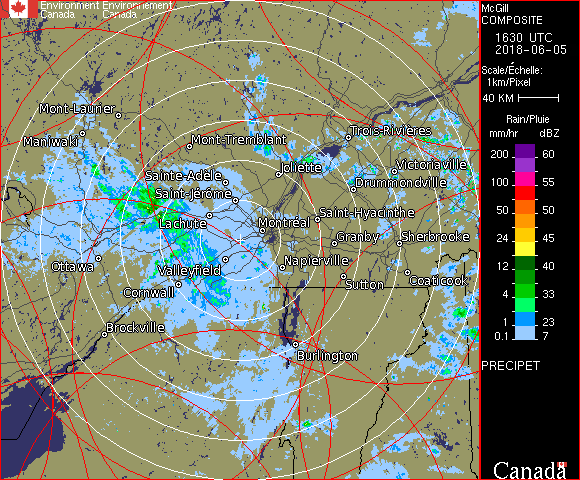 Environment Environnement
Canada Canada
McGill
COMPOSITE
1630 UTC
2018-06-05
Scale/Échelle:
1km/Pixel
40 KM
Rain/Pluie
mm/hr dBZ
200 60
150 57
100 55
50 50
24 45
12 40
4 33
1 23
0.1 7
PRECIPET
Canada
Mont-Laurier
Maniwaki
Mont-Tremblant
Trois-Rivières
Joliette
Victoriaville
Sainte-Adèle
Drummondville
Saint-Jérôme
Saint-Hyacinthe
Lachute
Montréal
Granby
Sherbrooke
Ottawa
Valleyfield
Napierville
Sutton
Coaticook
Cornwall
Brockville
Burlington